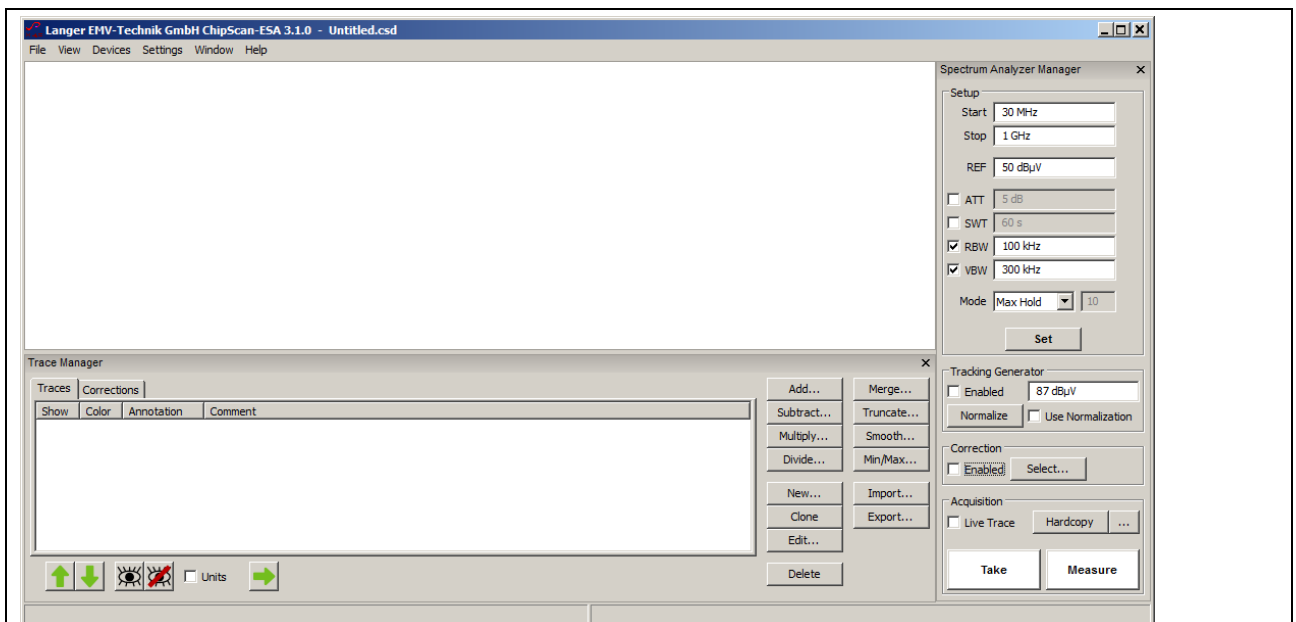 Langer EMV-Technik GmbH ChipScan-ESA 3.1.0 - Untitled.csd
File View Devices Settings Window Help
Spectrum Analyzer Manager
Setup
Start 30 MHz
Stop 1 GHz
REF 50 dBµV
ATT 5 dB
SWT 60 s
RBW 100 kHz
VBW 300 kHz
Mode Max Hold 10
Set
Trace Manager
Traces Corrections
Show Color Annotation Comment
Add... Merge...
Subtract... Truncate...
Multiply... Smooth...
Divide... Min/Max...
New... Import...
Clone Export...
Edit...
Delete
Units
Tracking Generator
Enabled 87 dBµV
Normalize Use Normalization
Correction
Enabled Select...
Acquisition
Live Trace Hardcopy ...
Take Measure